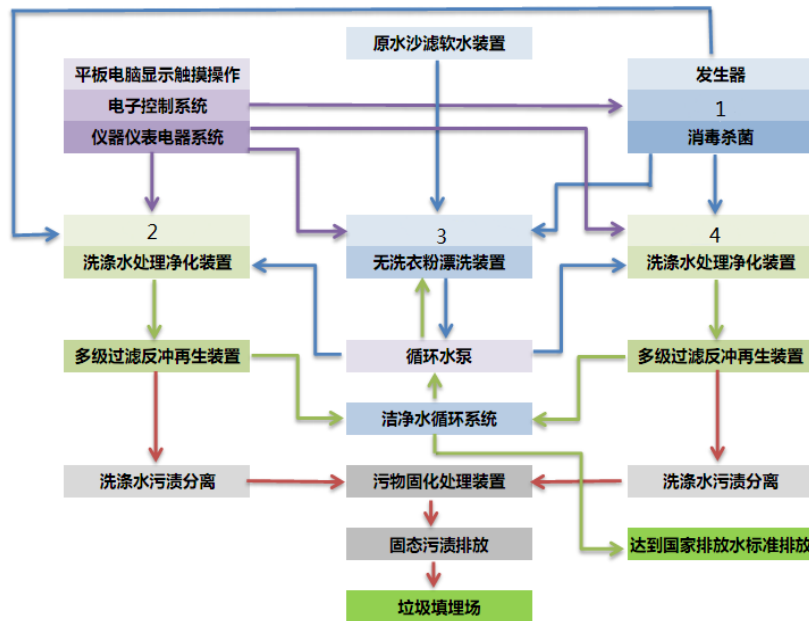 原水沙滤软水装置
平板电脑显示触摸操作
发生器
电子控制系统
1
仪器仪表电器系统
消毒杀菌
2
3
4
洗涤水处理净化装置
无洗衣粉漂洗装置
洗涤水处理净化装置
多级过滤反冲再生装置
循环水泵
多级过滤反冲再生装置
洁净水循环系统
洗涤水污渍分离
污物固化处理装置
洗涤水污渍分离
固态污渍排放
达到国家排放水标准排放
垃圾填埋场